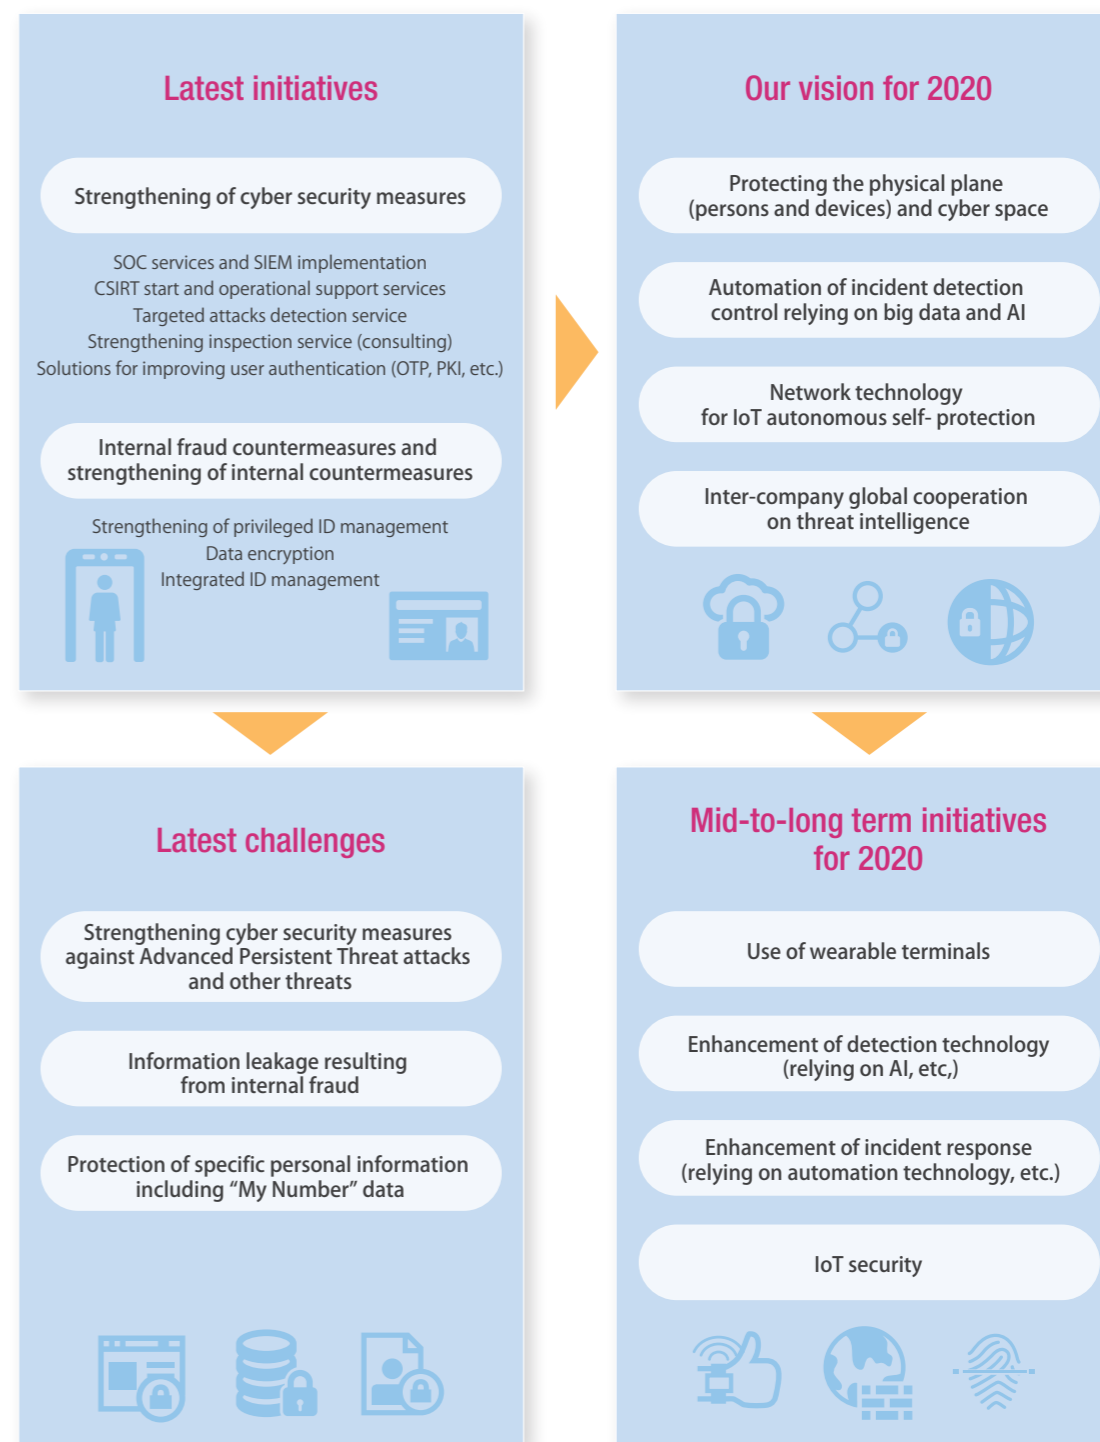 Latest initiatives
Strengthening of cyber security measures
SOC services and SIEM implementation
CSIRT start and operational support services
Targeted attacks detection service
Strengthening inspection service (consulting)
Solutions for improving user authentication (OTP, PKI, etc.)
Internal fraud countermeasures and
strengthening of internal countermeasures
Strengthening of privileged ID management
Data encryption
Integrated ID management
Our vision for 2020
Protecting the physical plane
(persons and devices) and cyber space
Automation of incident detection
control relying on big data and AI
Network technology
for IoT autonomous self- protection
Inter-company global cooperation
on threat intelligence
Latest challenges
Strengthening cyber security measures
against Advanced Persistent Threat attacks
and other threats
Information leakage resulting
from internal fraud
Protection of specific personal information
including “My Number” data
Mid-to-long term initiatives
for 2020
Use of wearable terminals
Enhancement of detection technology
(relying on AI, etc,)
Enhancement of incident response
(relying on automation technology, etc.)
IoT security